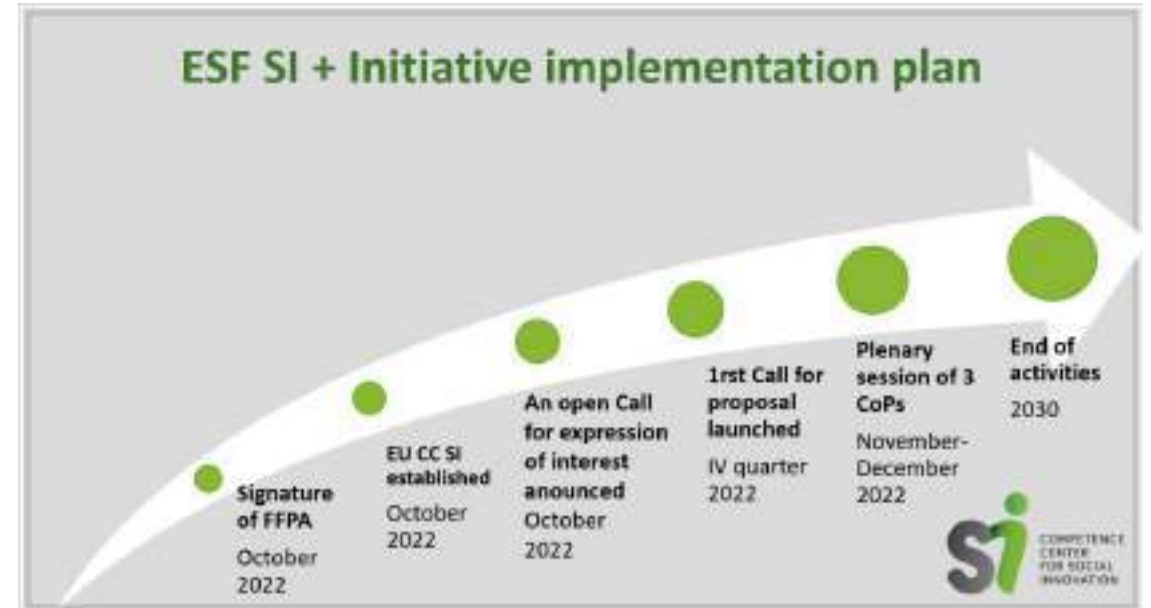 ESF SI + Initiative implementation plan
Signature
of FFPA
October
2022
EU CC SI
established
October
2022
An open Call
for expression
of interest
anounced
October
2022
1rst Call for
proposal
launched
IV quarter
2022
Plenary
session of 3
CoPs
November-
December
2022
End of
activities
2030
Si
COMPETENCE
CENTER
FOR SOCIAL
INNOVATION